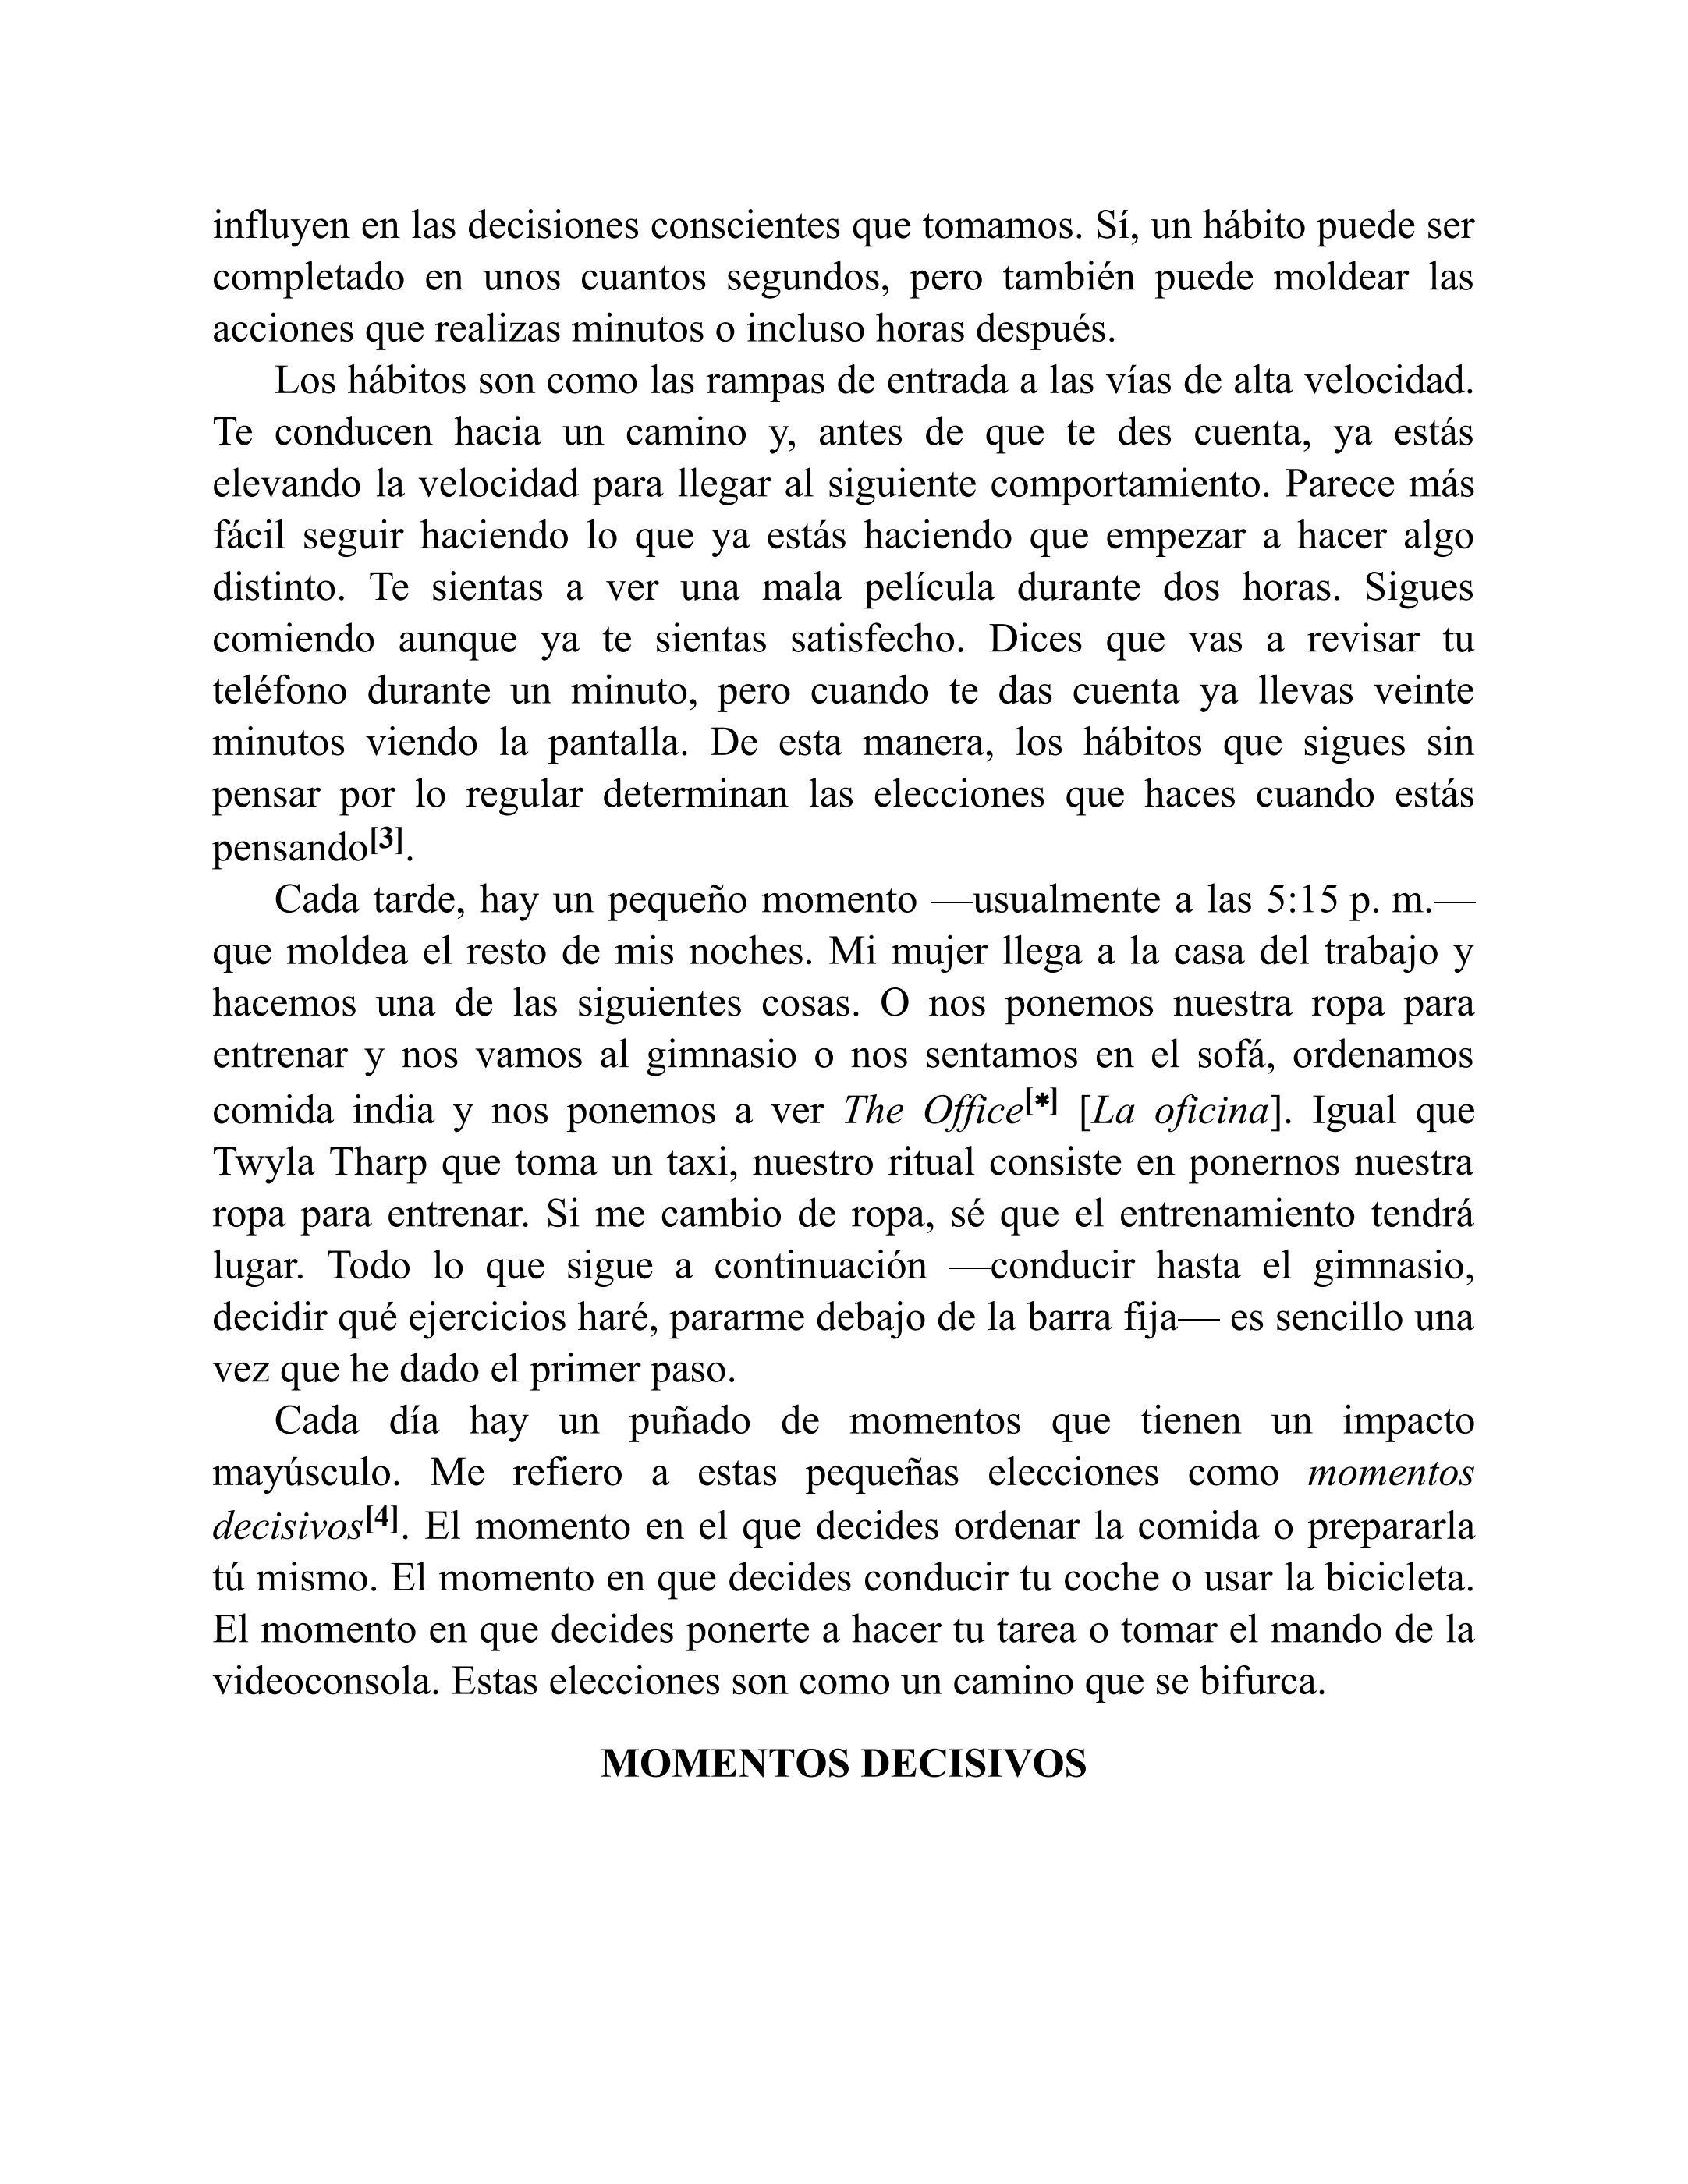 influyen en las decisiones conscientes que tomamos. Sí, un hábito puede ser
completado en unos cuantos segundos, pero también puede moldear las
acciones que realizas minutos o incluso horas después.
Los hábitos son como las rampas de entrada a las vías de alta velocidad.
Te conducen hacia un camino y, antes de que te des cuenta, ya estás
elevando la velocidad para llegar al siguiente comportamiento. Parece más
fácil seguir haciendo lo que ya estás haciendo que empezar a hacer algo
distinto. Te sientas a ver una mala película durante dos horas. Sigues
comiendo aunque ya te sientas satisfecho. Dices que vas a revisar tu
teléfono durante un minuto, pero cuando te das cuenta ya llevas veinte
minutos viendo la pantalla. De esta manera, los hábitos que sigues sin
pensar por lo regular determinan las elecciones que haces cuando estás
pensando[3].
Cada tarde, hay un pequeño momento —usualmente a las 5:15 p. m.—
que moldea el resto de mis noches. Mi mujer llega a la casa del trabajo y
hacemos una de las siguientes cosas. O nos ponemos nuestra ropa para
entrenar y nos vamos al gimnasio o nos sentamos en el sofá, ordenamos
comida india y nos ponemos a ver The Office[*] [La oficina]. Igual que
Twyla Tharp que toma un taxi, nuestro ritual consiste en ponernos nuestra
ropa para entrenar. Si me cambio de ropa, sé que el entrenamiento tendrá
lugar. Todo lo que sigue a continuación —conducir hasta el gimnasio,
decidir qué ejercicios haré, pararme debajo de la barra fija— es sencillo una
vez que he dado el primer paso.
Cada día hay un puñado de momentos que tienen un impacto
mayúsculo. Me refiero a estas pequeñas elecciones como momentos
decisivos[4]. El momento en el que decides ordenar la comida o prepararla
tú mismo. El momento en que decides conducir tu coche o usar la bicicleta.
El momento en que decides ponerte a hacer tu tarea o tomar el mando de la
videoconsola. Estas elecciones son como un camino que se bifurca.
MOMENTOS DECISIVOS